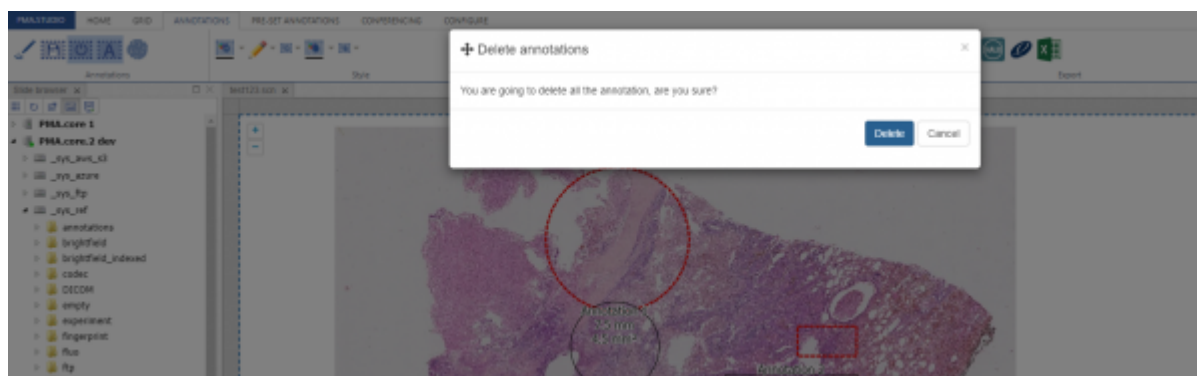 PMA.STUDIO HOME GRID ANNOTATIONS PRE-SET ANNOTATIONS CONFERENCING CONFIGURE
Delete annotations
Annotations Style Export
You are going to delete all the annotation, are you sure?
Delete Cancel
Slide browser
PMA.core 1
PMA.core.2 dev
_sys_aws_s3
_sys_azure
_sys_ftp
_sys_ref
annotations
brightfield
brightfield_indexed
codec
DICOM
empty
experiment
fingerprint
fluo
ftp